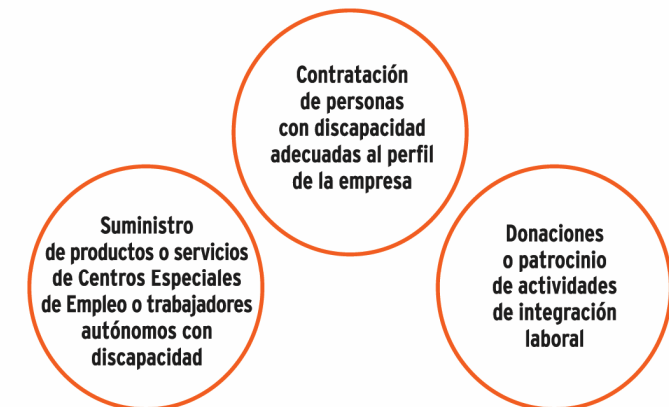 Contratación
de personas
con discapacidad
adecuadas al perfil
de la empresa
Suministro
de productos o servicios
de Centros Especiales
de Empleo o trabajadores
autónomos con
discapacidad
Donaciones
o patrocinio
de actividades
de integración
laboral